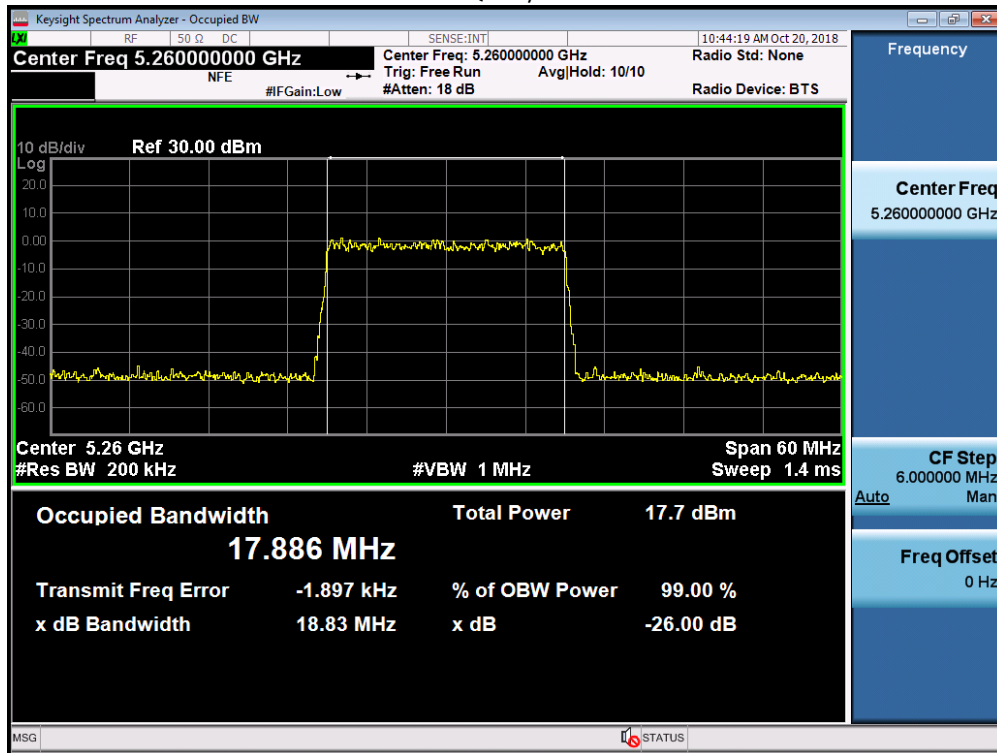 Keysight Spectrum Analyzer - Occupied BW
LXI RF 50 Ω DC SENSE:INT 10:44:19 AM Oct 20, 2018
Center Freq 5.260000000 GHz
NFE
#IFGain:Low
Center Freq: 5.260000000 GHz
Trig: Free Run Avg|Hold: 10/10
#Atten: 18 dB
Radio Std: None
Radio Device: BTS
10 dB/div Ref 30.00 dBm
Log
20.0
10.0
0.00
-10.0
-20.0
-30.0
-40.0
-50.0
-60.0
Center 5.26 GHz Span 60 MHz
#Res BW 200 kHz #VBW 1 MHz Sweep 1.4 ms
Occupied Bandwidth Total Power 17.7 dBm
17.886 MHz
Transmit Freq Error -1.897 kHz % of OBW Power 99.00 %
x dB Bandwidth 18.83 MHz x dB -26.00 dB
Frequency
Center Freq
5.260000000 GHz
CF Step
6.000000 MHz
Auto Man
Freq Offset
0 Hz
MSG STATUS